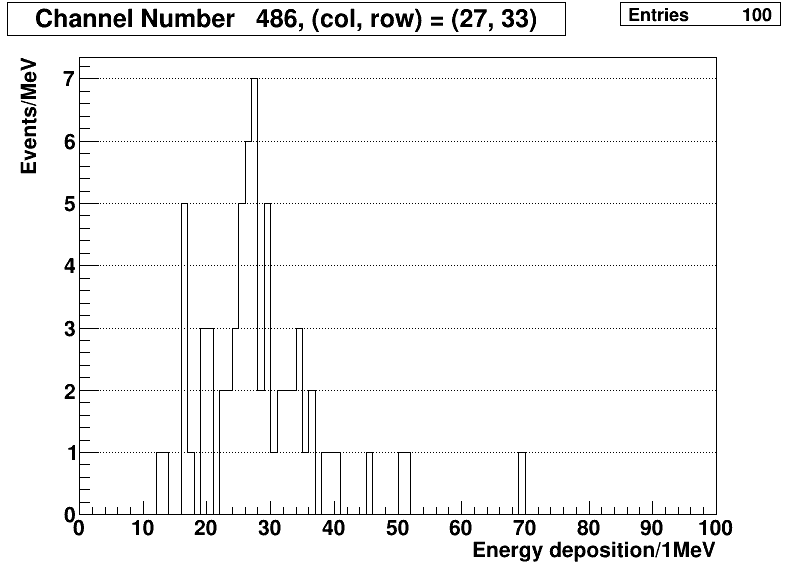 Channel Number 486, (col, row) = (27, 33)
Entries 100
Events/MeV
7
6
5
4
3
2
1
0
0 10 20 30 40 50 60 70 80 90 100
Energy deposition/1MeV